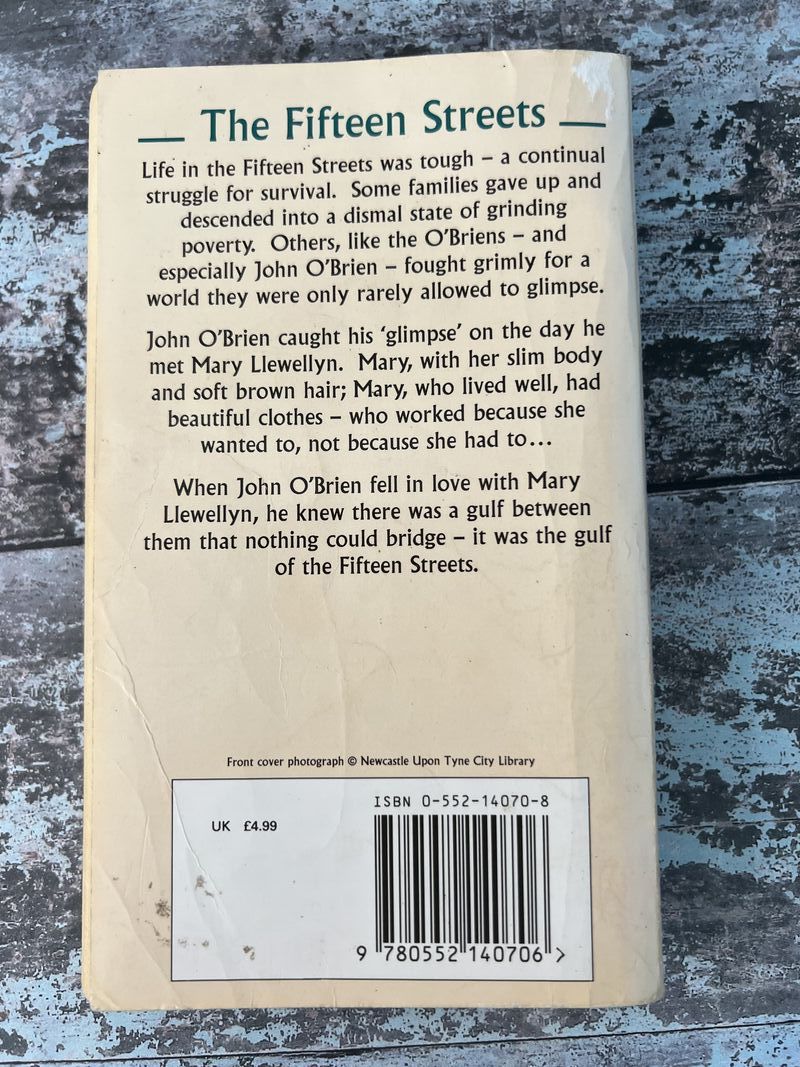 The Fifteen Streets
Life in the Fifteen Streets was tough – a continual
struggle for survival. Some families gave up and
descended into a dismal state of grinding
poverty. Others, like the O'Briens – and
especially John O'Brien – fought grimly for a
world they were only rarely allowed to glimpse.
John O'Brien caught his 'glimpse' on the day he
met Mary Llewellyn. Mary, with her slim body
and soft brown hair; Mary, who lived well, had
beautiful clothes – who worked because she
wanted to, not because she had to...
When John O'Brien fell in love with Mary
Llewellyn, he knew there was a gulf between
them that nothing could bridge – it was the gulf
of the Fifteen Streets.
Front cover photograph © Newcastle Upon Tyne City Library
ISBN 0-552-14070-8
UK £4.99
9 780552 140706 >